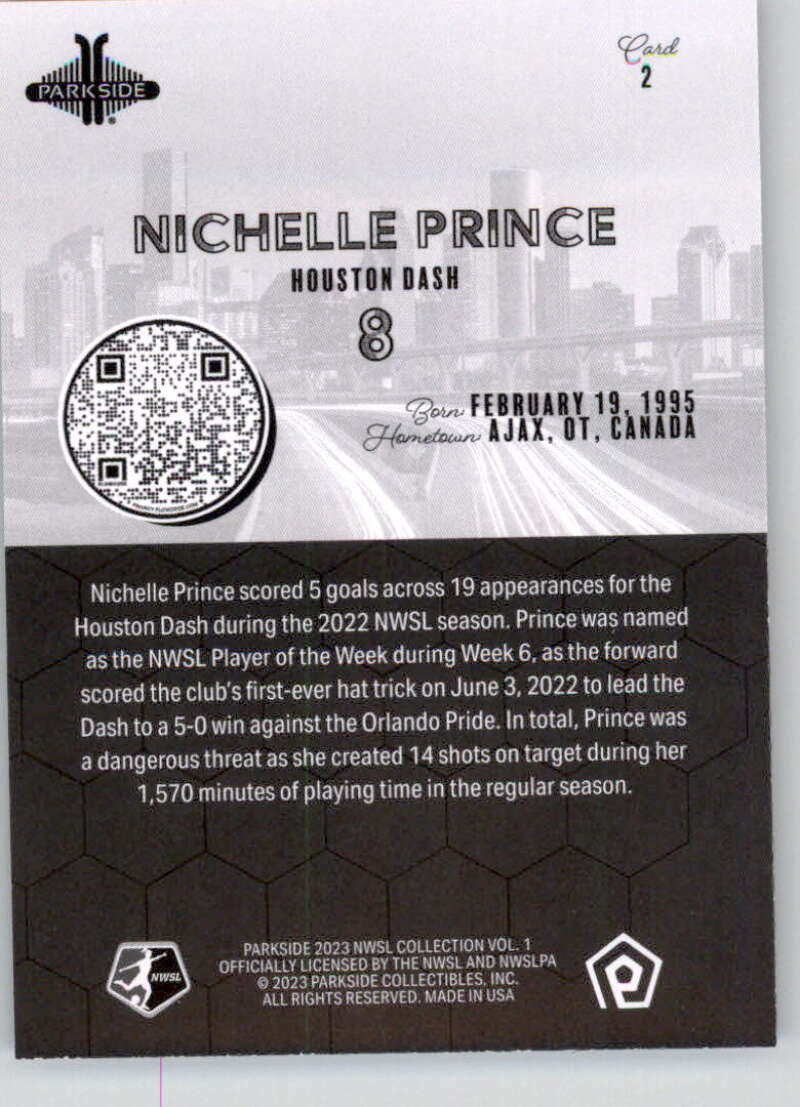 PARKSIDE
®
Card
2
NICHELLE PRINCE
HOUSTON DASH
8
Born FEBRUARY 19, 1995
Hometown AJAX, OT, CANADA
Nichelle Prince scored 5 goals across 19 appearances for the
Houston Dash during the 2022 NWSL season. Prince was named
as the NWSL Player of the Week during Week 6, as the forward
scored the club's first-ever hat trick on June 3, 2022 to lead the
Dash to a 5-0 win against the Orlando Pride. In total, Prince was
a dangerous threat as she created 14 shots on target during her
1,570 minutes of playing time in the regular season.
NWSL
PARKSIDE 2023 NWSL COLLECTION VOL. 1
OFFICIALLY LICENSED BY THE NWSL AND NWSLPA
© 2023 PARKSIDE COLLECTIBLES, INC.
ALL RIGHTS RESERVED. MADE IN USA